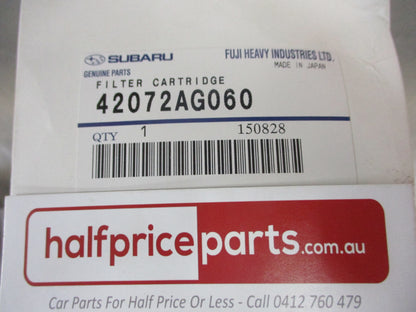 SUBARU
FUJI HEAVY INDUSTRIES LTD.
GENUINE PARTS
MADE IN JAPAN
FILTER CARTRIDGE
42072AG060
QTY 1 150828
halfpriceparts.com.au
Car Parts For Half Price Or Less - Call 0412 760 479